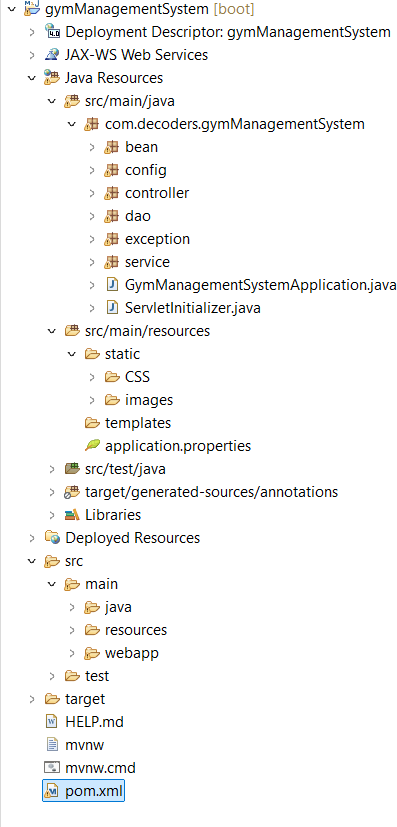 gymManagementSystem [boot]
Deployment Descriptor: gymManagementSystem
JAX-WS Web Services
Java Resources
src/main/java
com.decoders.gymManagementSystem
bean
config
controller
dao
exception
service
GymManagementSystemApplication.java
ServletInitializer.java
src/main/resources
static
CSS
images
templates
application.properties
src/test/java
target/generated-sources/annotations
Libraries
Deployed Resources
src
main
java
resources
webapp
test
target
HELP.md
mvnw
mvnw.cmd
pom.xml